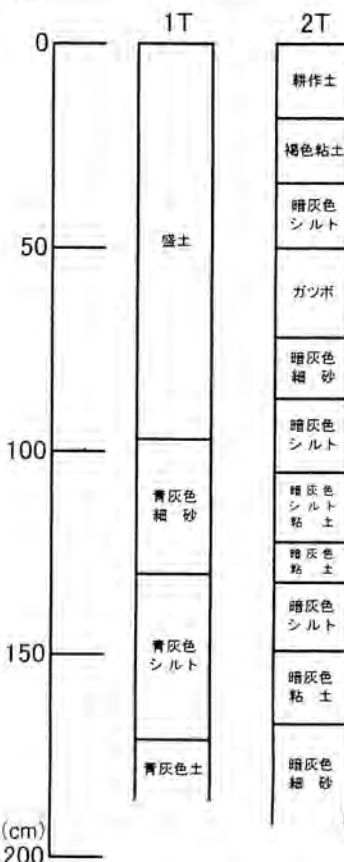 1T
2T
0
50
100
150
(cm)
200
盛土
青灰色
細 砂
青灰色
シルト
青灰色土
耕作土
褐色粘土
暗灰色
シルト
ガツボ
暗灰色
細 砂
暗灰色
シルト
暗灰色
シルト
粘 土
暗灰色
粘 土
暗灰色
シルト
暗灰色
粘 土
暗灰色
細 砂